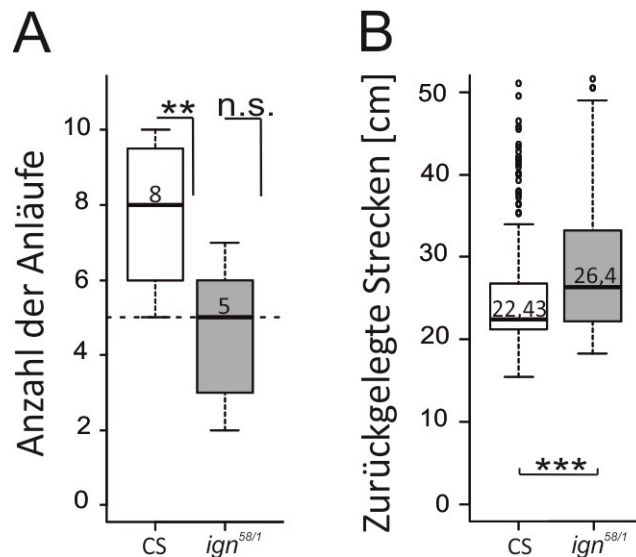 A
Anzahl der Anläufe
10
8
6
4
2
0
**
n.s.
8
5
CS
ign58/1
B
Zurückgelegte Strecken [cm]
50
40
30
20
10
0
22,43
26,4
***
CS
ign58/1